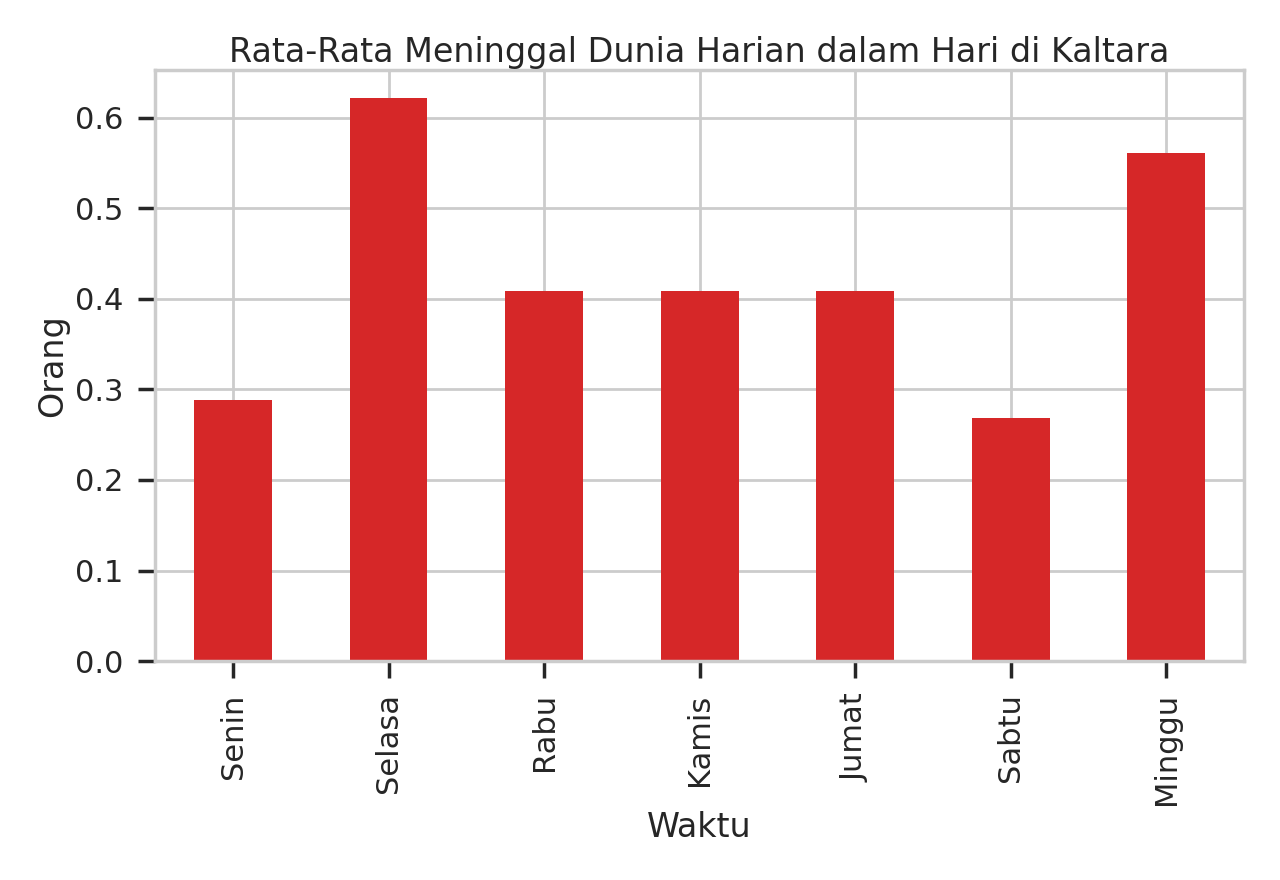 Rata-Rata Meninggal Dunia Harian dalam Hari di Kaltara
0.6
0.5
0.4
0.3
0.2
0.1
0.0
Orang
Senin
Selasa
Rabu
Kamis
Jumat
Sabtu
Minggu
Waktu